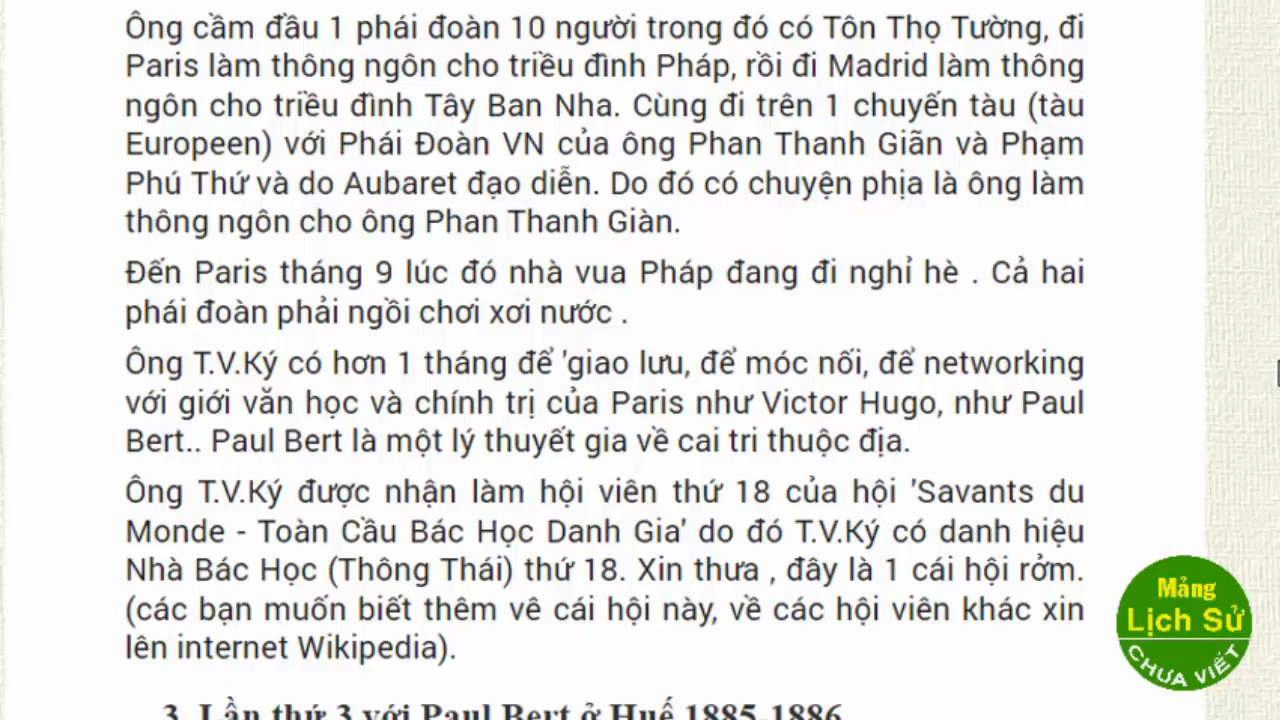 Ông cầm đầu 1 phái đoàn 10 người trong đó có Tôn Thọ Tường, đi
Paris làm thông ngôn cho triều đình Pháp, rồi đi Madrid làm thông
ngôn cho triều đình Tây Ban Nha. Cùng đi trên 1 chuyến tàu (tàu
Europeen) với Phái Đoàn VN của ông Phan Thanh Giãn và Phạm
Phú Thứ và do Aubaret đạo diễn. Do đó có chuyện phịa là ông làm
thông ngôn cho ông Phan Thanh Giàn.
Đến Paris tháng 9 lúc đó nhà vua Pháp đang đi nghỉ hè . Cả hai
phái đoàn phải ngồi chơi xơi nước .
Ông T.V.Ký có hơn 1 tháng để 'giao lưu, để móc nối, để networking
với giới văn học và chính trị của Paris như Victor Hugo, như Paul
Bert.. Paul Bert là một lý thuyết gia về cai tri thuộc địa.
Ông T.V.Ký được nhận làm hội viên thứ 18 của hội 'Savants du
Monde - Toàn Cầu Bác Học Danh Gia' do đó T.V.Ký có danh hiệu
Nhà Bác Học (Thông Thái) thứ 18. Xin thưa , đây là 1 cái hội rởm.
(các bạn muốn biết thêm vê cái hội này, về các hội viên khác xin
lên internet Wikipedia).
3. Lần thứ 3 với Paul Bert ở Huế 1885-1886
Mảng
Lịch Sử
CHƯA VIẾT